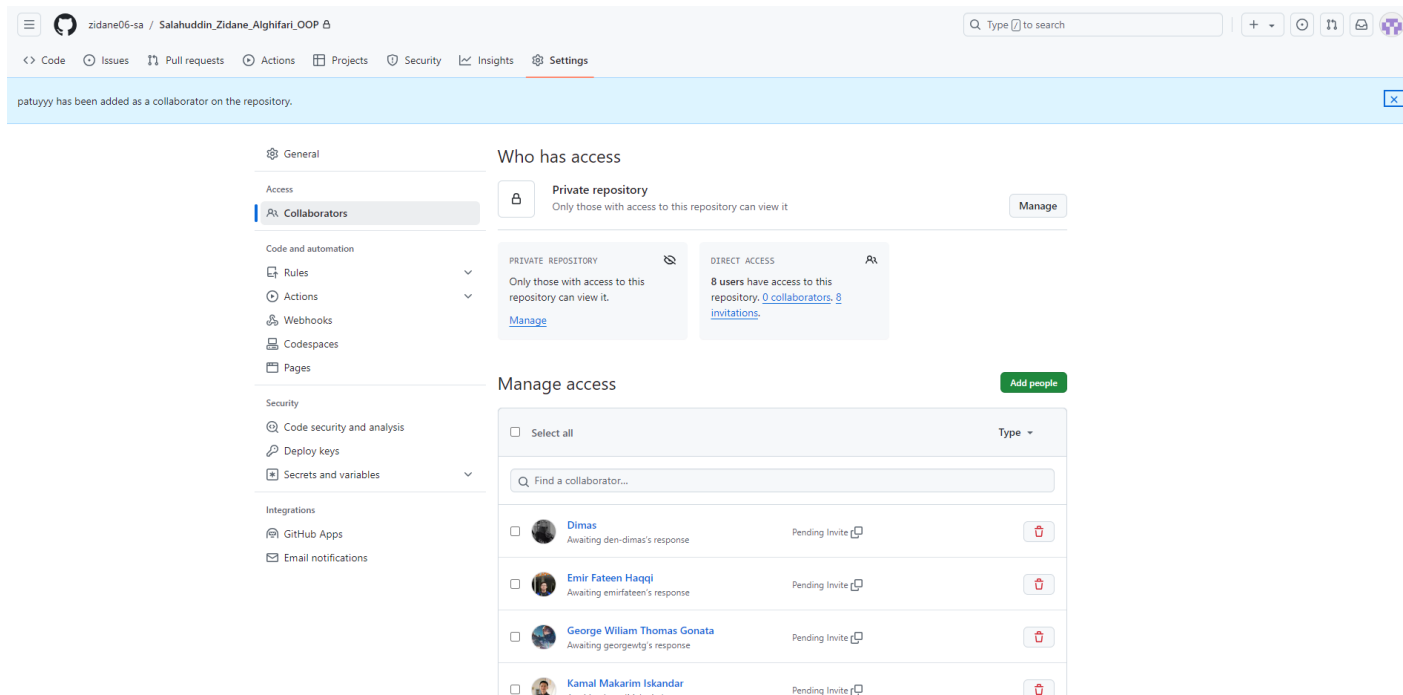 zidane06-sa / Salahuddin_Zidane_Alghifari_OOP
Type / to search
Code Issues Pull requests Actions Projects Security Insights Settings
patuyyy has been added as a collaborator on the repository.
General
Access
Collaborators
Code and automation
Rules
Actions
Webhooks
Codespaces
Pages
Security
Code security and analysis
Deploy keys
Secrets and variables
Integrations
GitHub Apps
Email notifications
Who has access
Private repository
Only those with access to this repository can view it
Manage
PRIVATE REPOSITORY
Only those with access to this
repository can view it.
Manage
DIRECT ACCESS
8 users have access to this
repository. 0 collaborators. 8
invitations.
Manage access
Add people
Select all
Type
Find a collaborator...
Dimas
Awaiting den-dimas's response
Pending Invite
Emir Fateen Haqqi
Awaiting emirfateen's response
Pending Invite
George Wiliam Thomas Gonata
Awaiting georgewtg's response
Pending Invite
Kamal Makarim Iskandar
Pending Invite